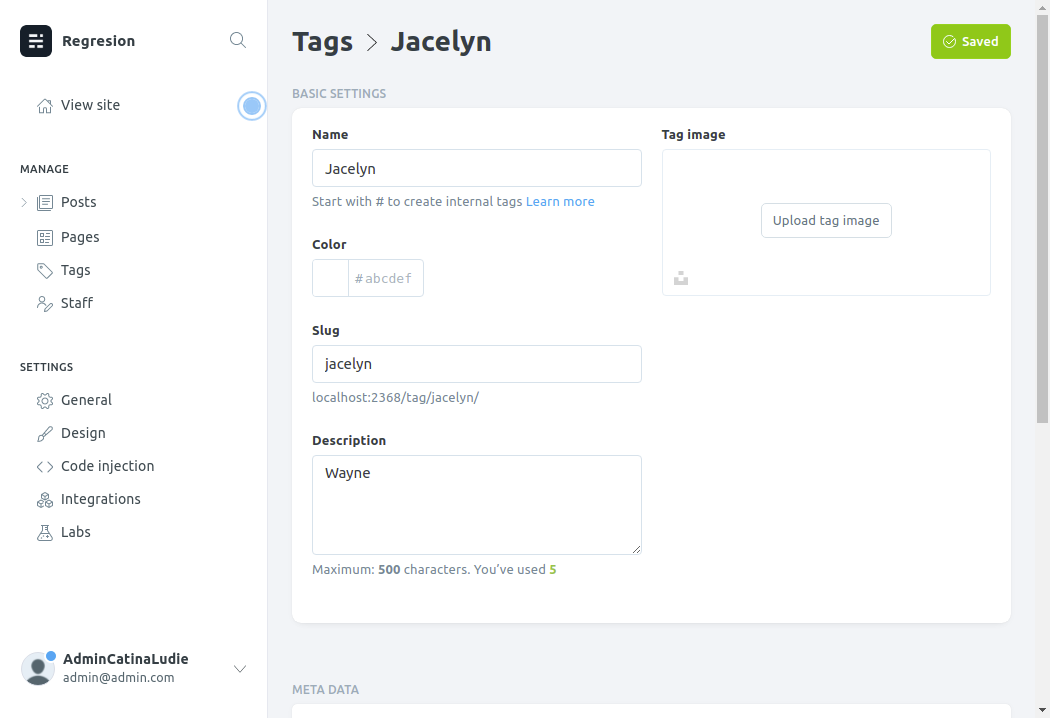 Regresion
View site
MANAGE
Posts
Pages
Tags
Staff
SETTINGS
General
Design
Code injection
Integrations
Labs
AdminCatinaLudie
admin@admin.com
Tags > Jacelyn
Saved
BASIC SETTINGS
Name
Jacelyn
Start with # to create internal tags Learn more
Color
#abcdef
Slug
jacelyn
localhost:2368/tag/jacelyn/
Description
Wayne
Maximum: 500 characters. You’ve used 5
Tag image
Upload tag image
META DATA